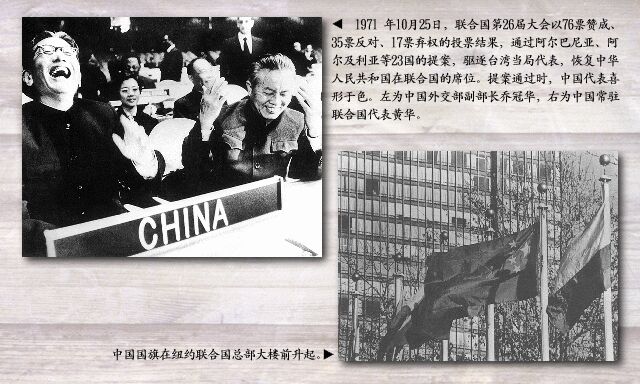 ◀ 1971 年10月25日，联合国第26届大会以76票赞成、
35票反对、17票弃权的投票结果，通过阿尔巴尼亚、阿
尔及利亚等23国的提案，驱逐台湾当局代表，恢复中华
人民共和国在联合国的席位。提案通过时，中国代表喜
形于色。左为中国外交部副部长乔冠华，右为中国常驻
联合国代表黄华。
CHINA
中国国旗在纽约联合国总部大楼前升起。▶